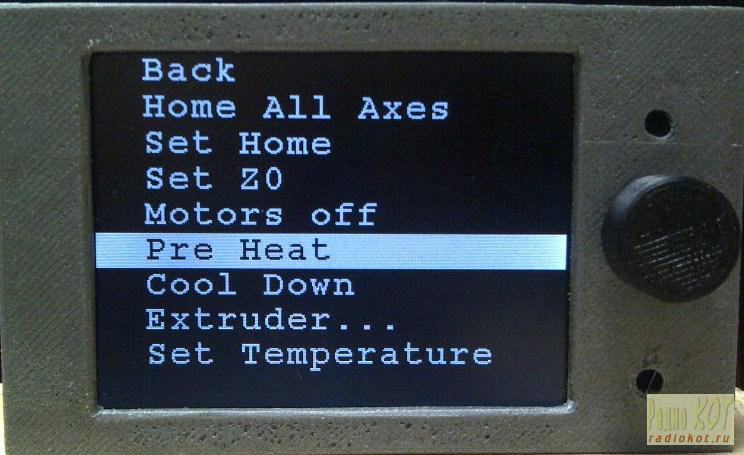 Back
Home All Axes
Set Home
Set Z0
Motors off
Pre Heat
Cool Down
Extruder...
Set Temperature
Радио КОТ
radiokot.ru